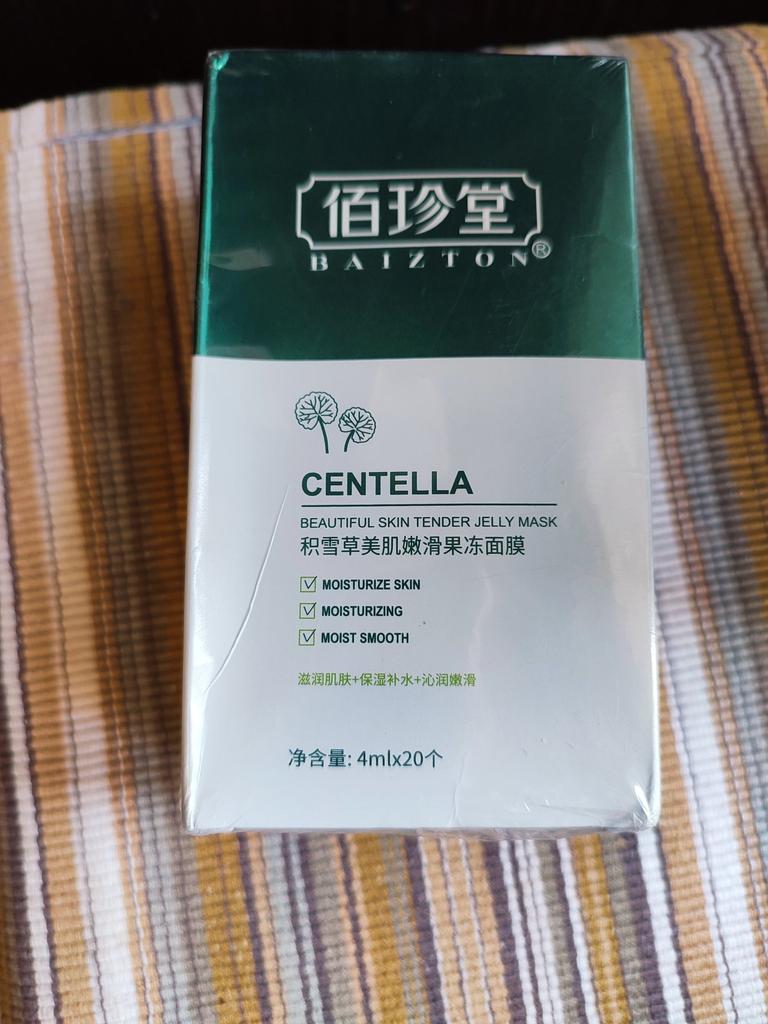 佰珍堂
BAIZTON®
CENTELLA
BEAUTIFUL SKIN TENDER JELLY MASK
积雪草美肌嫩滑果冻面膜
MOISTURIZE SKIN
MOISTURIZING
MOIST SMOOTH
滋润肌肤+保湿补水+沁润嫩滑
净含量: 4mlx20个